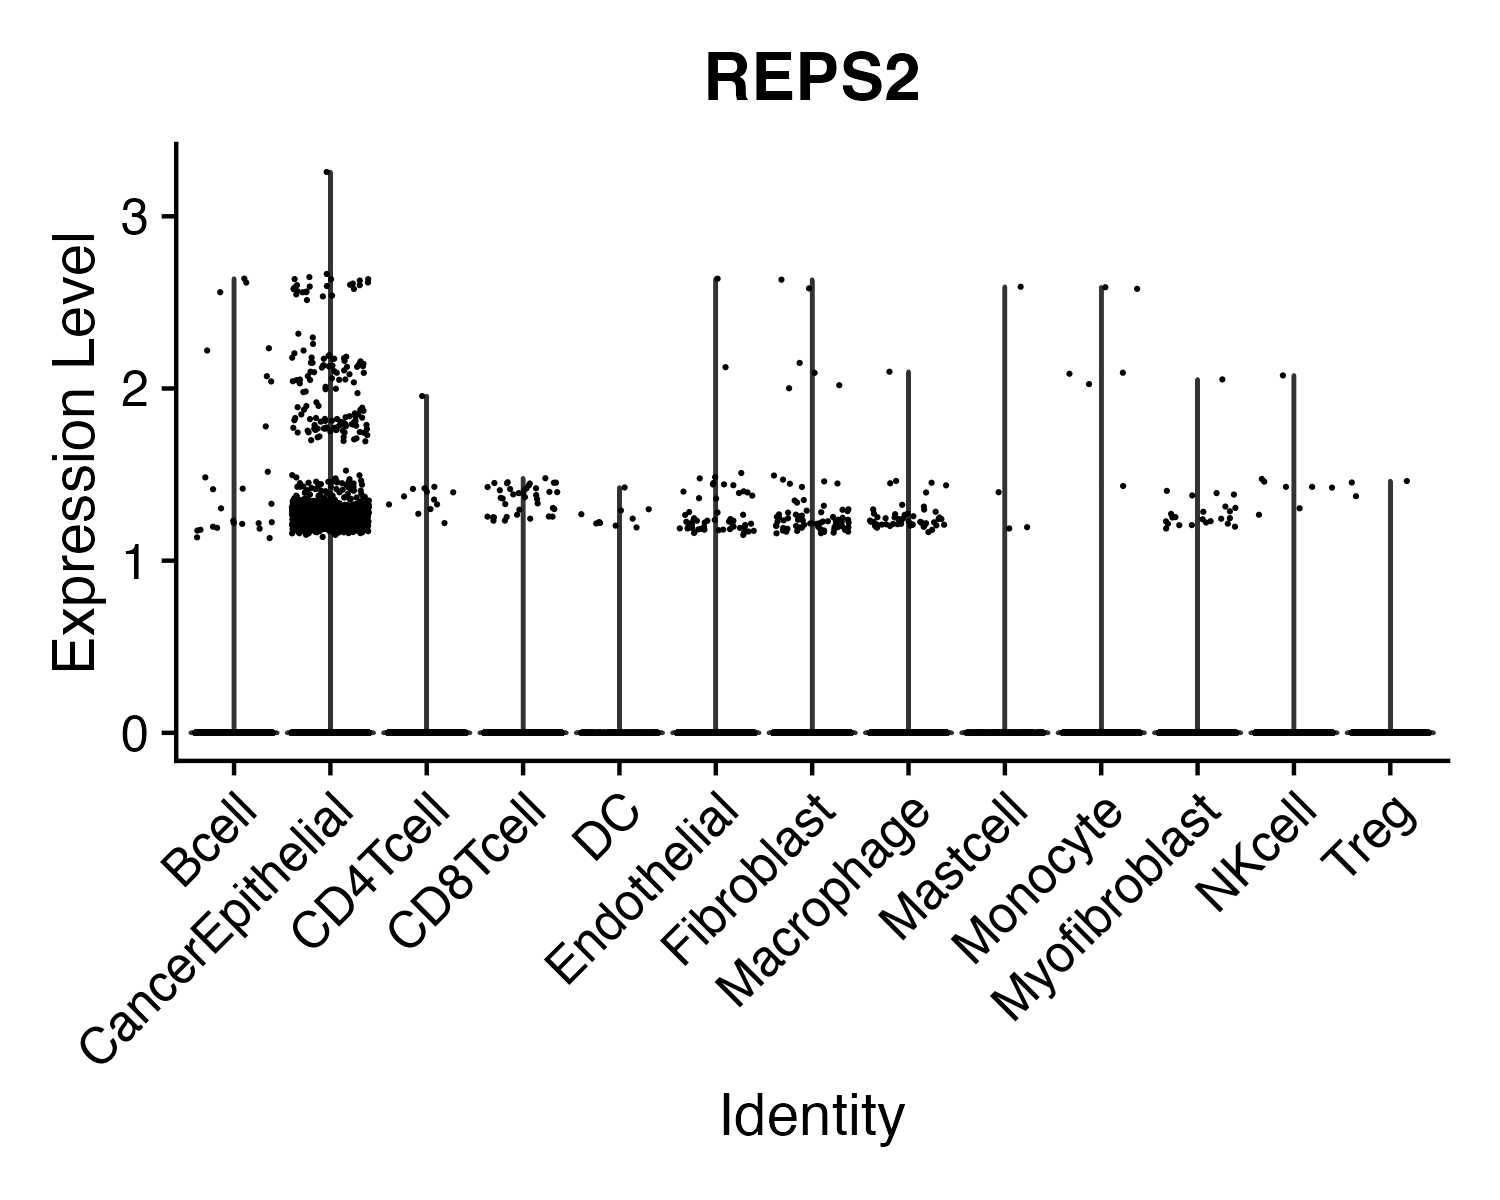 REPS2
Expression Level
3
2
1
0
Bcell
CancerEpithelial
CD4Tcell
CD8Tcell
DC
Endothelial
Fibroblast
Macrophage
Mastcell
Monocyte
Myofibroblast
NKcell
Treg
Identity